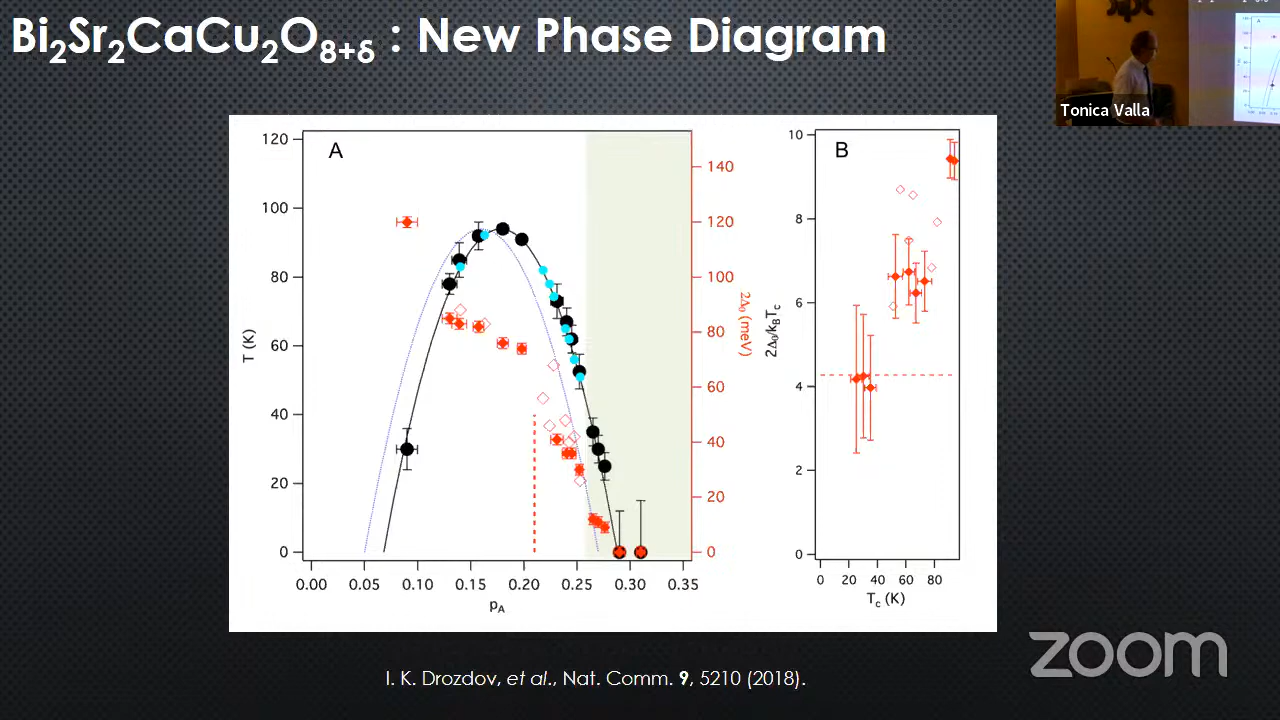 Bi₂Sr₂CaCu₂O₈₊δ : New Phase Diagram
Tonica Valla
A
120
100
80
60
40
20
0
T (K)
0.00 0.05 0.10 0.15 0.20 0.25 0.30 0.35
pA
140
120
100
80
60
40
20
0
2Δ₀ (meV)
B
10
8
6
4
2
0
2Δ₀/kBTc
0 20 40 60 80
Tc (K)
I. K. Drozdov, et al., Nat. Comm. 9, 5210 (2018).
zoom